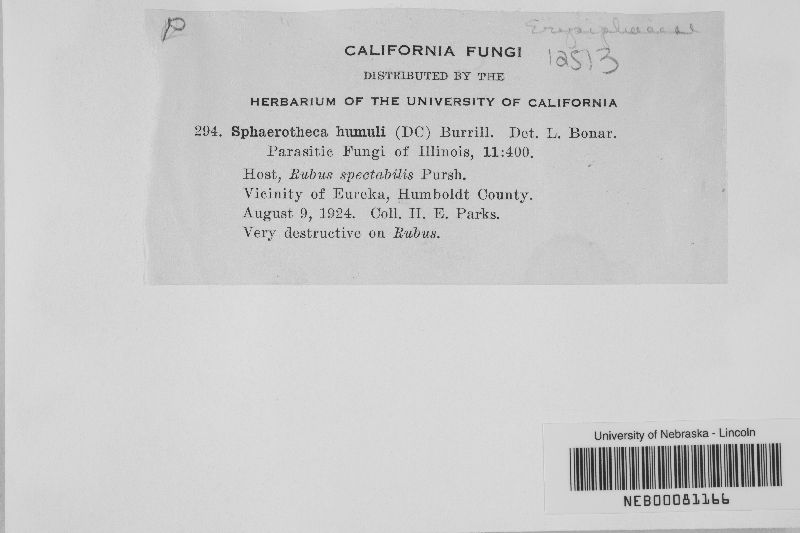 P
Erysiphaceae
CALIFORNIA FUNGI
12513
DISTRIBUTED BY THE
HERBARIUM OF THE UNIVERSITY OF CALIFORNIA
294. Sphaerotheca humuli (DC) Burrill. Det. L. Bonar.
Parasitic Fungi of Illinois, 11:400.
Host, Rubus spectabilis Pursh.
Vicinity of Eureka, Humboldt County.
August 9, 1924. Coll. H. E. Parks.
Very destructive on Rubus.
University of Nebraska - Lincoln
NEB00081166